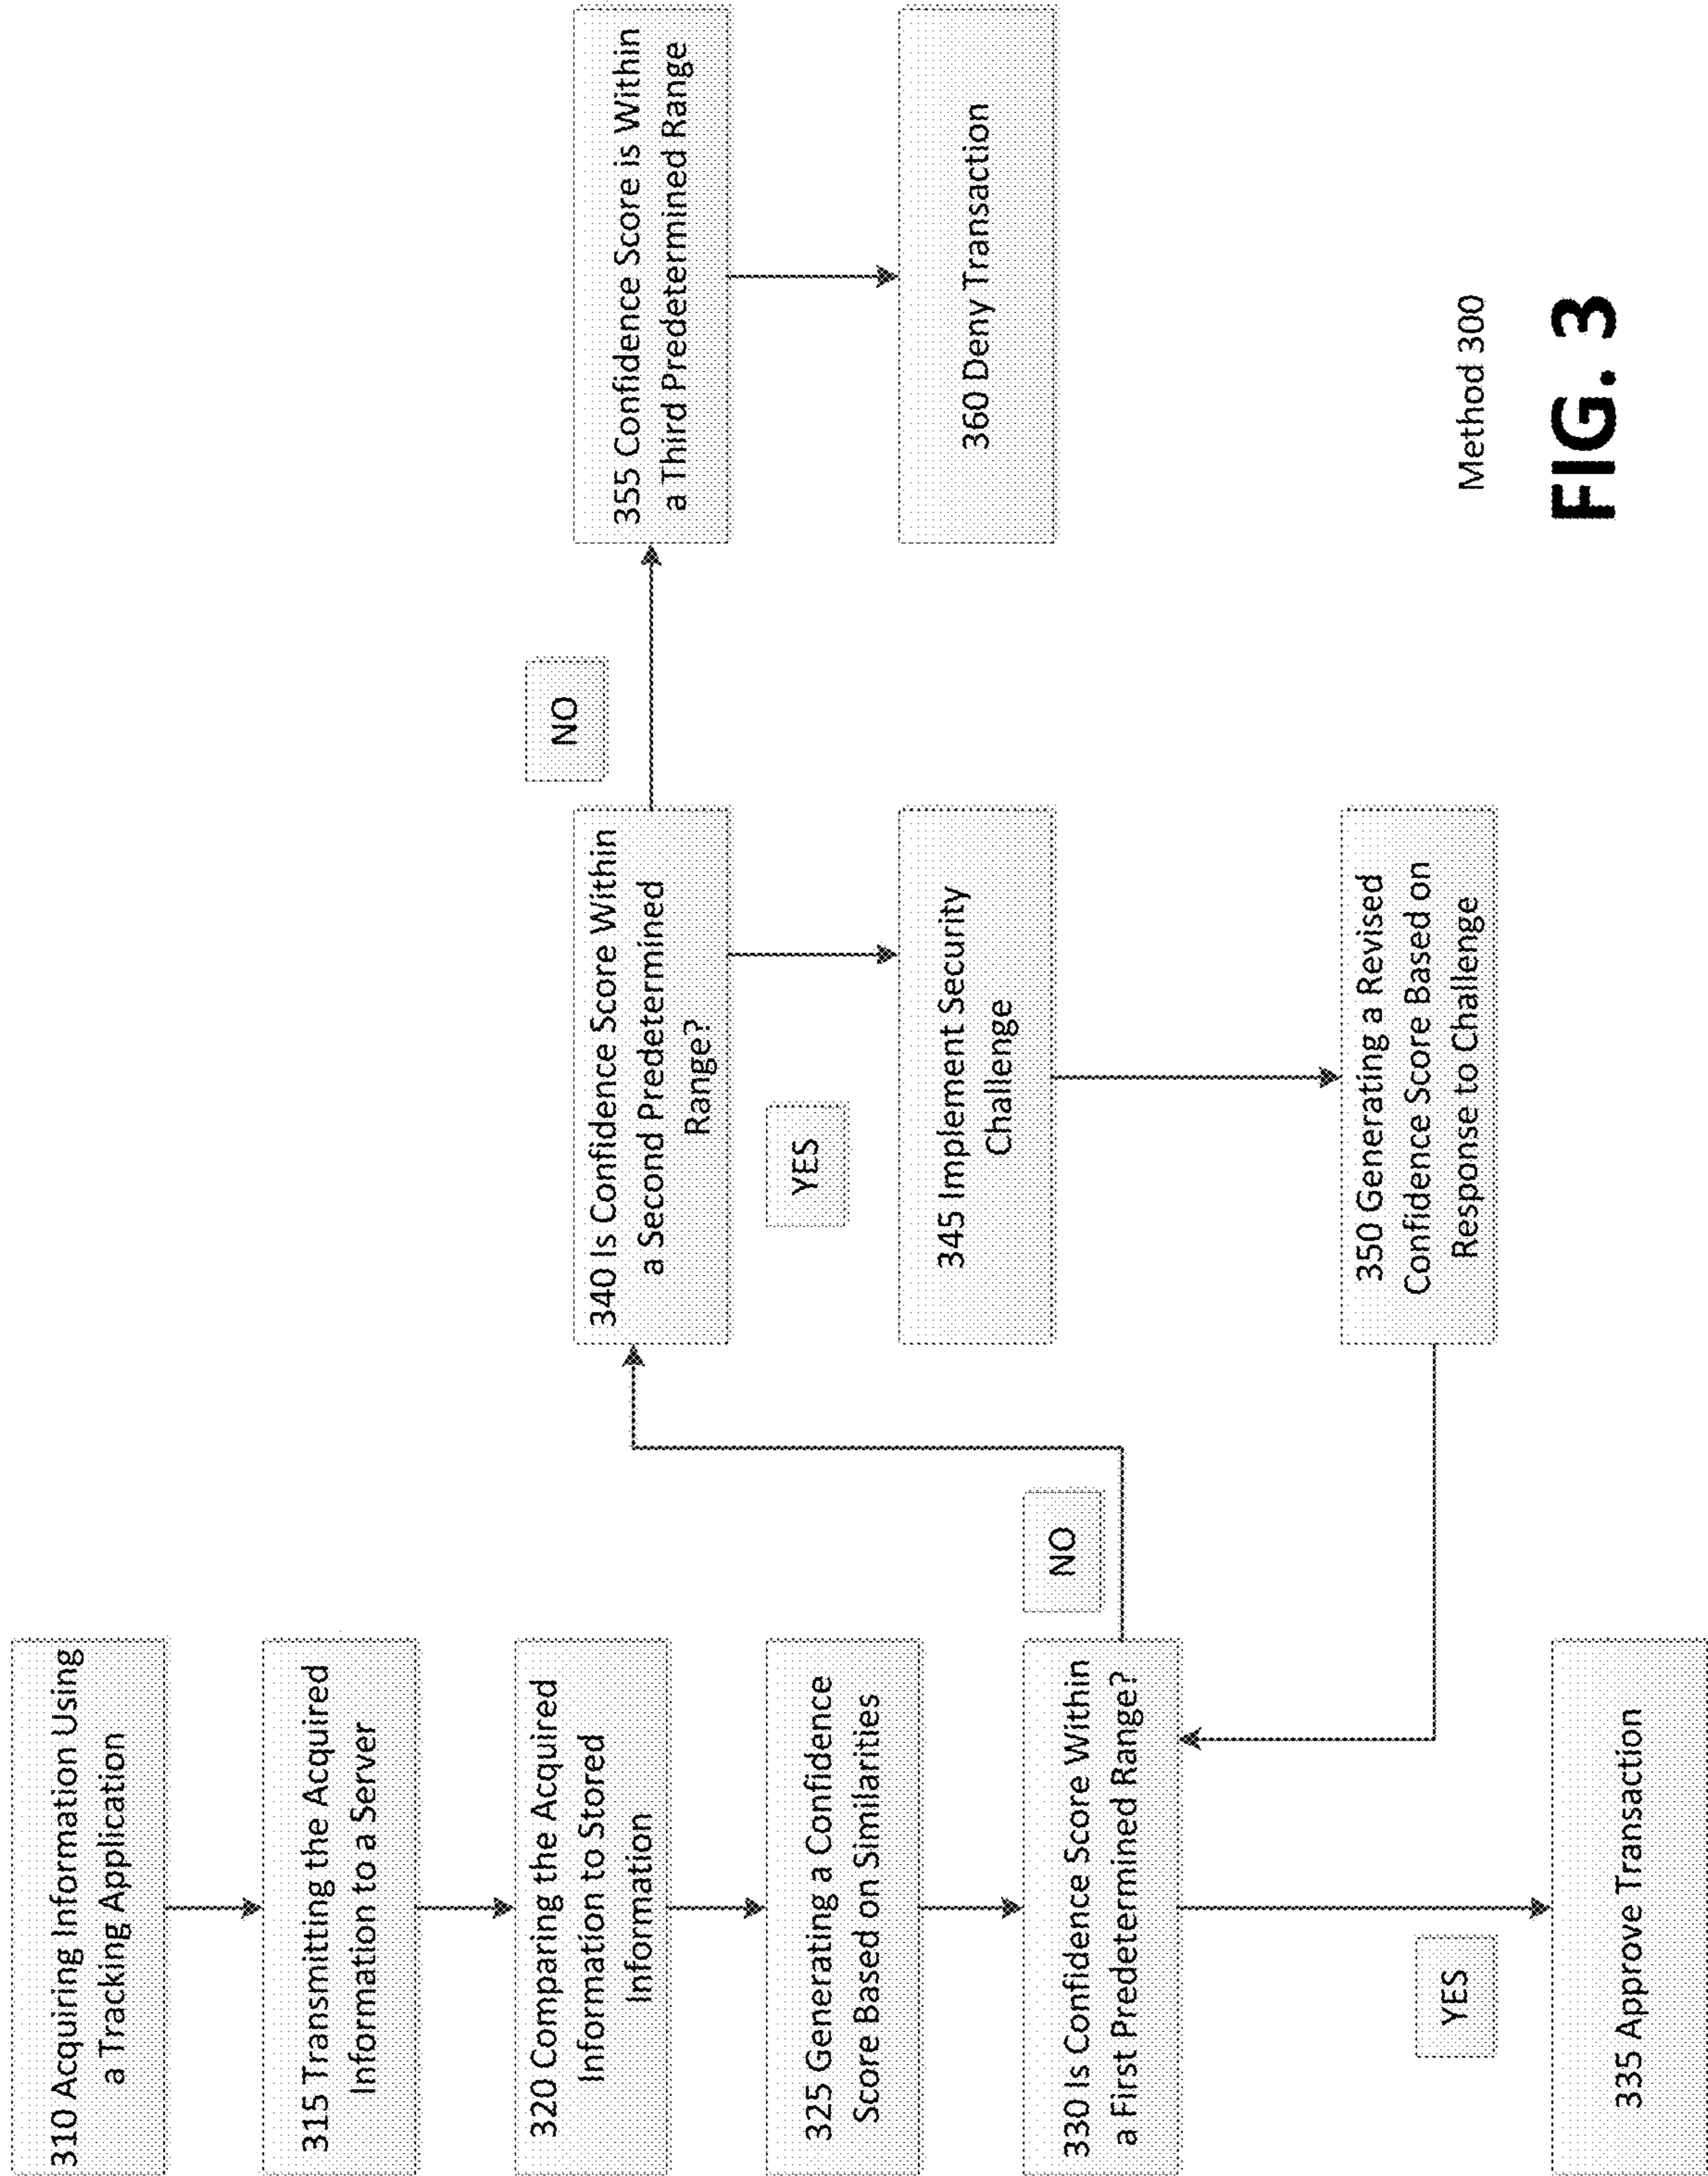 310 Acquiring Information Using
a Tracking Application
315 Transmitting the Acquired
Information to a Server
320 Comparing the Acquired
Information to Stored
Information
325 Generating a Confidence
Score Based on Similarities
330 Is Confidence Score Within
a First Predetermined Range?
YES
335 Approve Transaction
NO
340 Is Confidence Score Within
a Second Predetermined
Range?
YES
345 Implement Security
Challenge
350 Generating a Revised
Confidence Score Based on
Response to Challenge
NO
355 Confidence Score is Within
a Third Predetermined Range
360 Deny Transaction
Method 300
FIG. 3